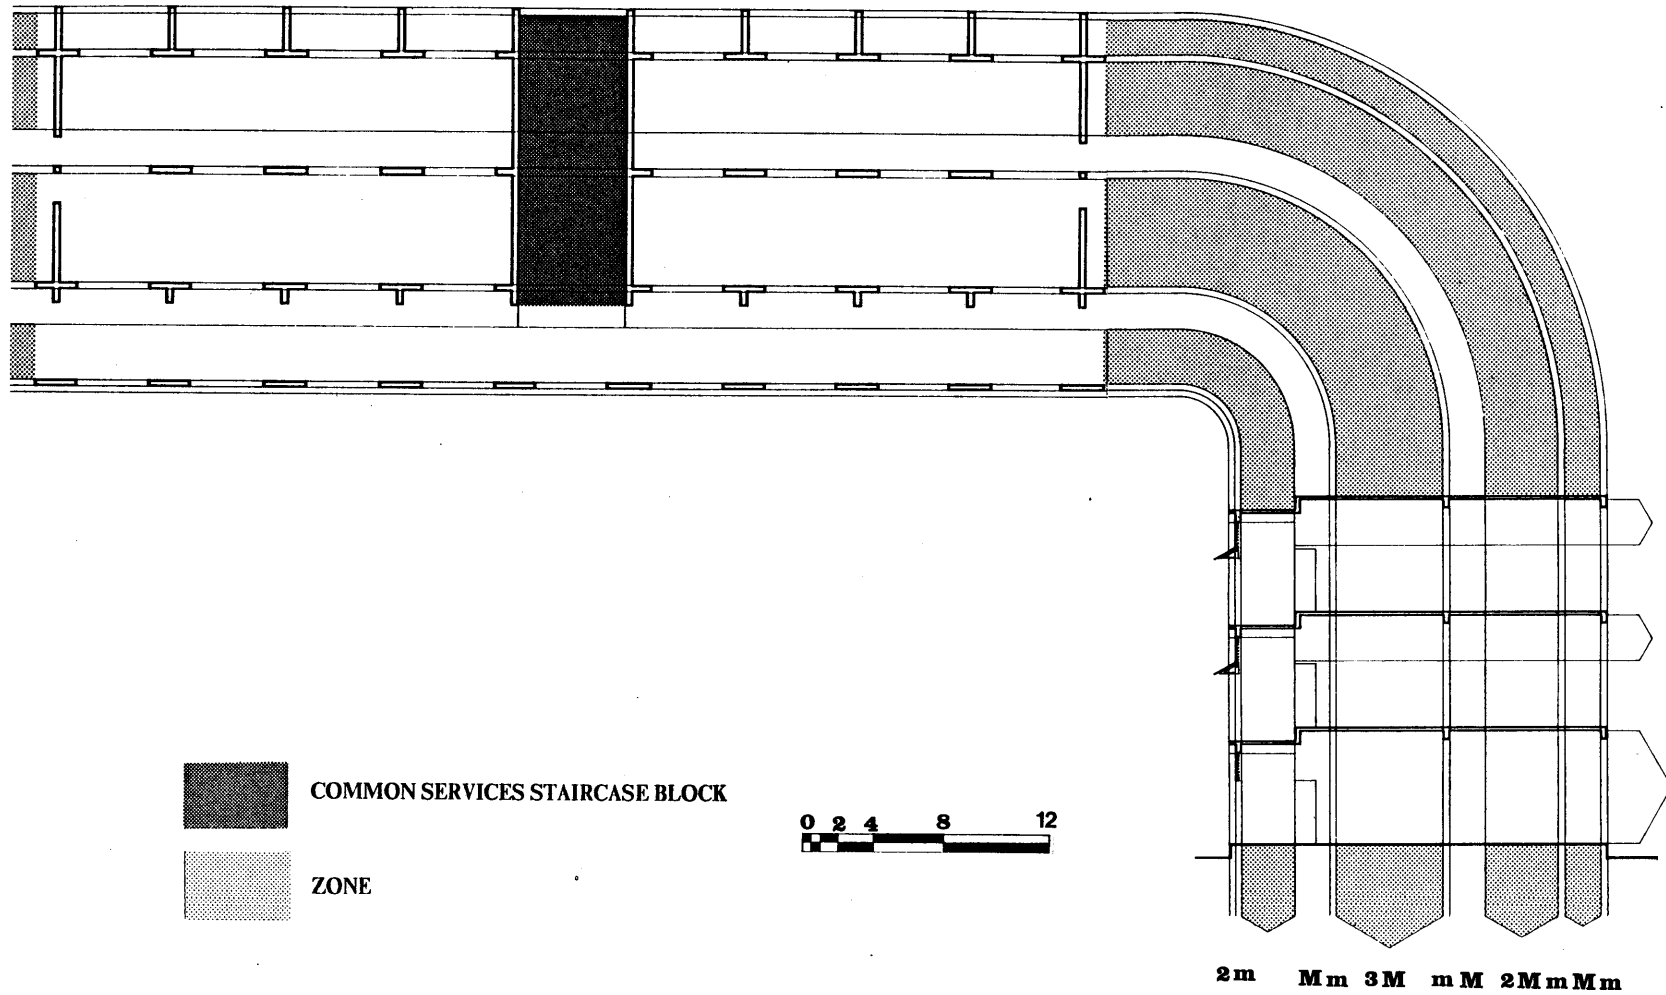 COMMON SERVICES STAIRCASE BLOCK
0 2 4 8 12
ZONE
2m Mm 3M mM 2MmMm